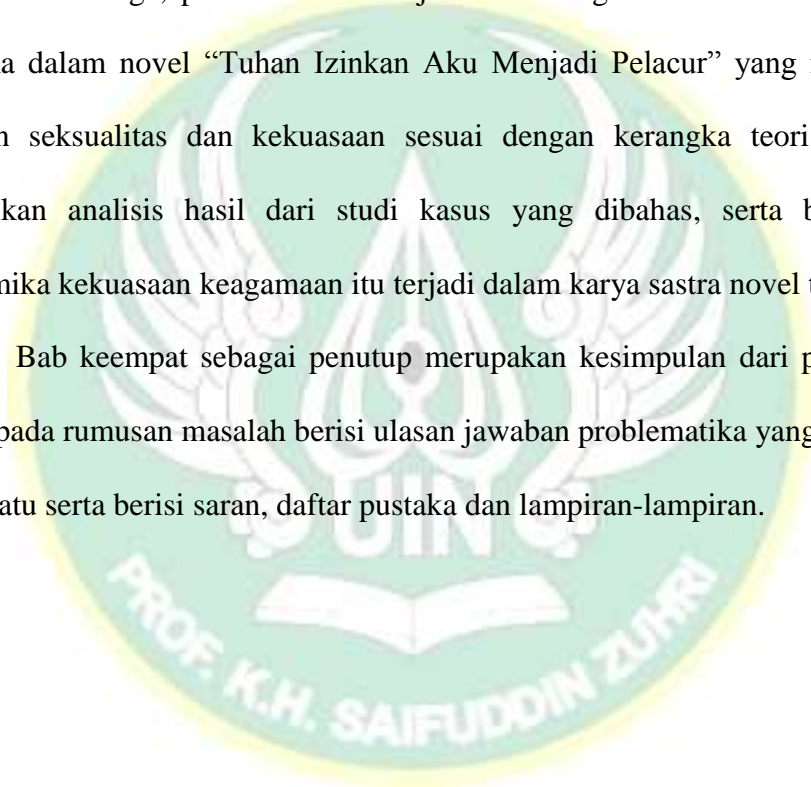 dalam novel “Tuhan Izinkan Aku Menjadi Pelacur” yang
seksualitas dan kekuasaan sesuai dengan kerangka teori
analisis hasil dari studi kasus yang dibahas, serta
kekuasaan keagamaan itu terjadi dalam karya sastra novel
Bab keempat sebagai penutup merupakan kesimpulan dari
pada rumusan masalah berisi ulasan jawaban problematika yang
serta berisi saran, daftar pustaka dan lampiran-lampiran.
UIN
PROF. K.H. SAIFUDDIN ZUHRI